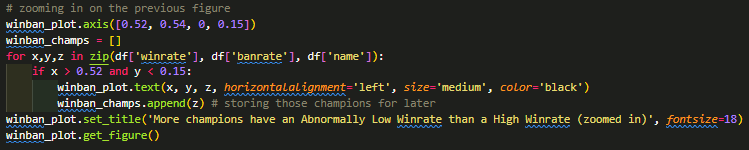 # zooming in on the previous figure
winban_plot.axis([0.52, 0.54, 0, 0.15])
winban_champs = []
for x,y,z in zip(df['winrate'], df['banrate'], df['name']):
    if x > 0.52 and y < 0.15:
        winban_plot.text(x, y, z, horizontalalignment='left', size='medium', color='black')
        winban_champs.append(z) # storing those champions for later
winban_plot.set_title('More champions have an Abnormally Low Winrate than a High Winrate (zoomed in)', fontsize=18)
winban_plot.get_figure()